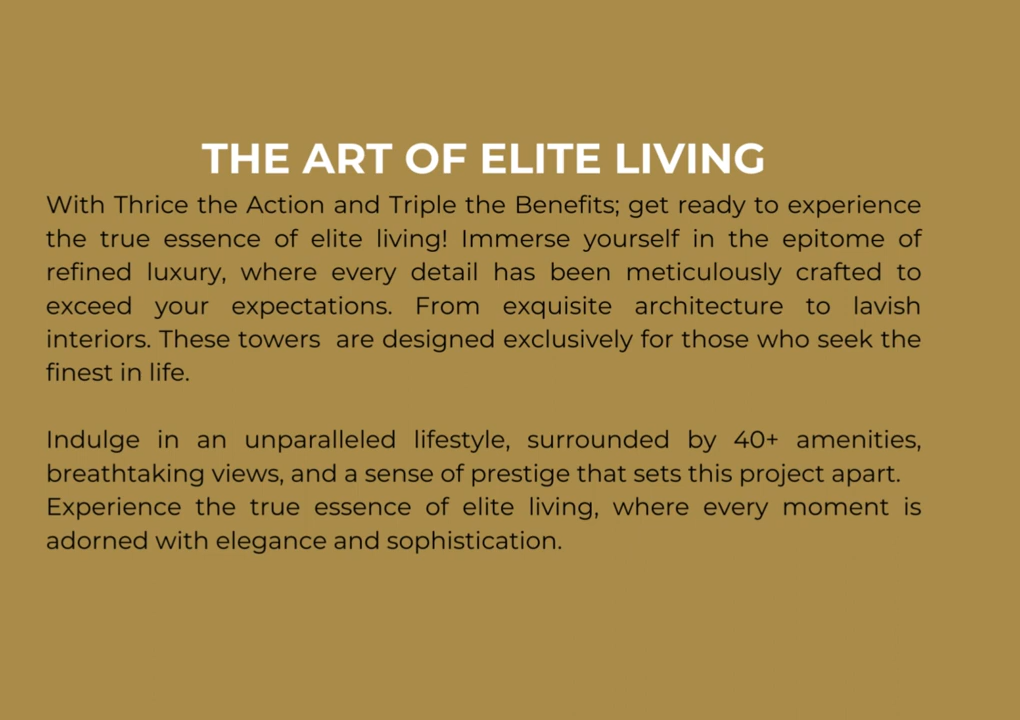 THE ART OF ELITE LIVING
With Thrice the Action and Triple the Benefits; get ready to experience
the true essence of elite living! Immerse yourself in the epitome of
refined luxury, where every detail has been meticulously crafted to
exceed your expectations. From exquisite architecture to lavish
interiors. These towers are designed exclusively for those who seek the
finest in life.
Indulge in an unparalleled lifestyle, surrounded by 40+ amenities,
breathtaking views, and a sense of prestige that sets this project apart.
Experience the true essence of elite living, where every moment is
adorned with elegance and sophistication.